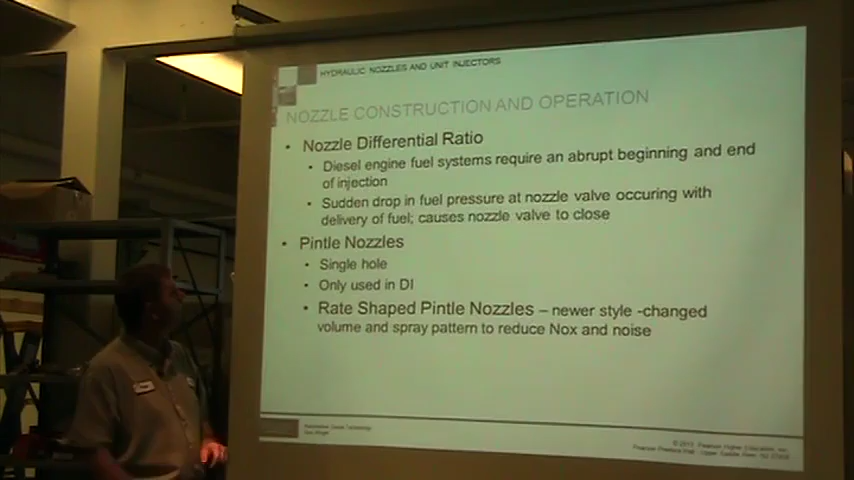 HYDRAULIC NOZZLES AND UNIT INJECTORS
NOZZLE CONSTRUCTION AND OPERATION
• Nozzle Differential Ratio
• Diesel engine fuel systems require an abrupt beginning and end
of injection
• Sudden drop in fuel pressure at nozzle valve occuring with
delivery of fuel; causes nozzle valve to close
• Pintle Nozzles
• Single hole
• Only used in DI
• Rate Shaped Pintle Nozzles – newer style -changed
volume and spray pattern to reduce Nox and noise